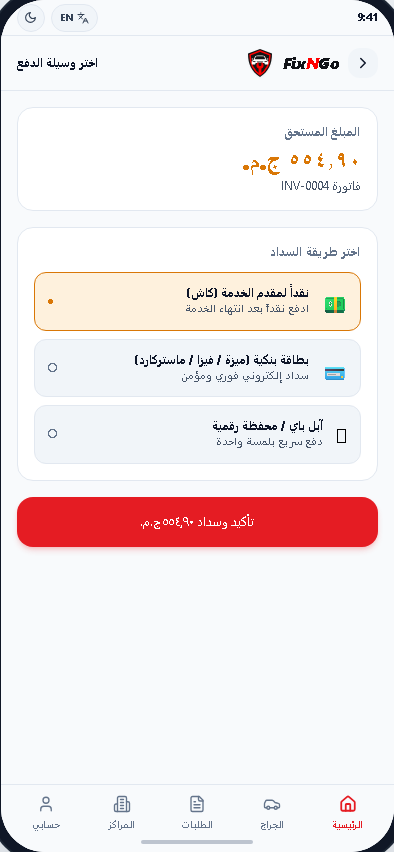 9:41
EN
FixNGo
اختر وسيلة الدفع
المبلغ المستحق
٥٥٤,٩٠ ج.م.
فاتورة INV-0004
اختر طريقة السداد
نقداً لمقدم الخدمة (كاش)
ادفع نقداً بعد انتهاء الخدمة
بطاقة بنكية (ميزة / فيزا / ماستركارد)
سداد إلكتروني فوري ومؤمن
آبل باي / محفظة رقمية
دفع سريع بلمسة واحدة
تأكيد وسداد ٥٥٤,٩٠ ج.م.
الرئيسية
الجراج
الطلبات
المراكز
حسابي